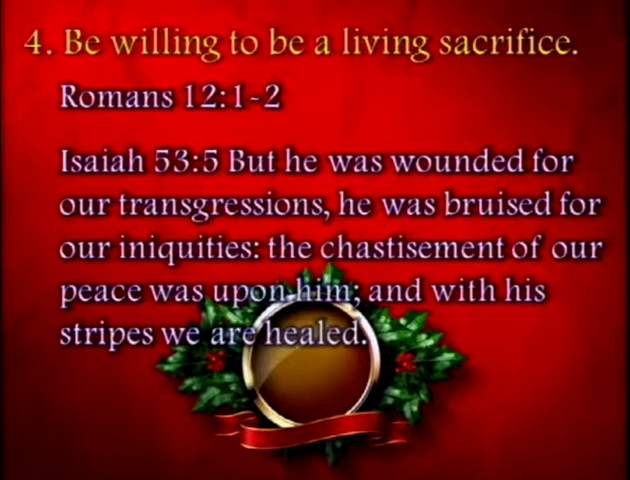 4. Be willing to be a living sacrifice.
Romans 12:1-2
Isaiah 53:5 But he was wounded for
our transgressions, he was bruised for
our iniquities: the chastisement of our
peace was upon him; and with his
stripes we are healed.